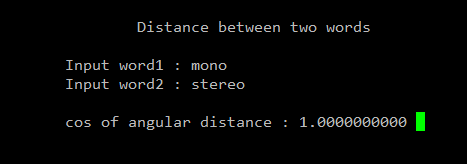 Distance between two words
Input word1 : mono
Input word2 : stereo
cos of angular distance : 1.0000000000